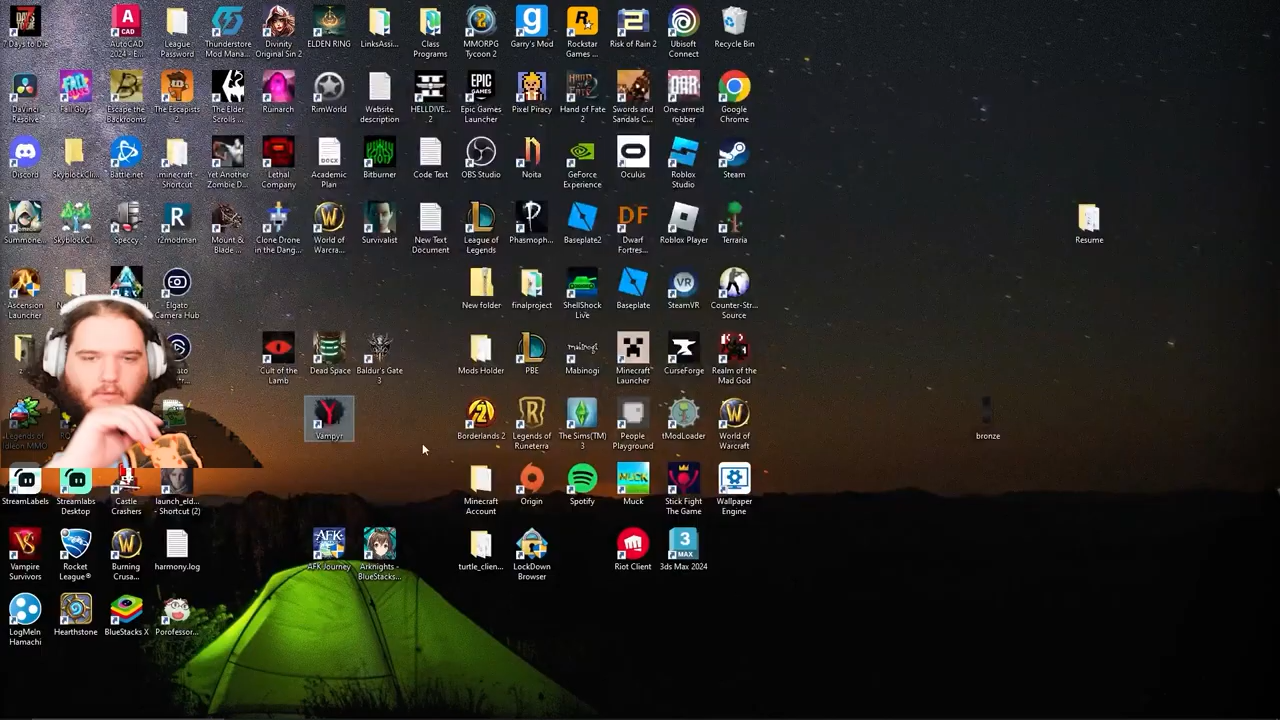 7 Days to Die
AutoCAD
2024 - E...
League
Password
Thunderstore
Mod Mana...
Divinity
Original Sin 2
ELDEN RING
LinksAssi...
Class
Programs
MMORPG
Tycoon 2
Garry's Mod
Rockstar
Games ...
Risk of Rain 2
Ubisoft
Connect
Recycle Bin
DaVinci
Resolve
Fall Guys
Escape the
Backrooms
The Escapists
2
The Elder
Scrolls ...
Ruinarch
RimWorld
Website
description
HELLDIVE...
2
Epic Games
Launcher
Pixel Piracy
Hand of Fate
2
Swords and
Sandals C...
One-armed
robber
Google
Chrome
Discord
SkyblockCli...
Battle.net
.minecraft -
Shortcut
Yet Another
Zombie D...
Lethal
Company
Academic
Plan
Bitburner
Code Text
OBS Studio
Noita
GeForce
Experience
Oculus
Roblox
Studio
Steam
Summone...
SkyblockCl...
Speccy
r2modman
Mount &
Blade ...
Clone Drone
in the Dang...
World of
Warcra...
Survivalist
New Text
Document
League of
Legends
Phasmoph...
Baseplate2
Dwarf
Fortres...
Roblox Player
Terraria
Resume
Ascension
Launcher
Elgato
Camera Hub
New folder
finalproject
ShellShock
Live
Baseplate
SteamVR
Counter-Str...
Source
Cult of the
Lamb
Dead Space
Baldur's Gate
3
Mods Holder
PBE
Mabinogi
Minecraft
Launcher
CurseForge
Realm of the
Mad God
Legends of
Idleon MMO
Vampyr
Borderlands 2
Legends of
Runeterra
The Sims(TM)
3
People
Playground
tModLoader
World of
Warcraft
bronze
StreamLabels
Streamlabs
Desktop
Castle
Crashers
launch_eld...
- Shortcut (2)
Minecraft
Account
Origin
Spotify
Muck
Stick Fight
The Game
Wallpaper
Engine
Vampire
Survivors
Rocket
League®
Burning
Crusa...
harmony.log
AFK Journey
Arknights -
BlueStacks...
turtle_clien...
LockDown
Browser
Riot Client
3ds Max 2024
LogMeIn
Hamachi
Hearthstone
BlueStacks X
Porofessor...